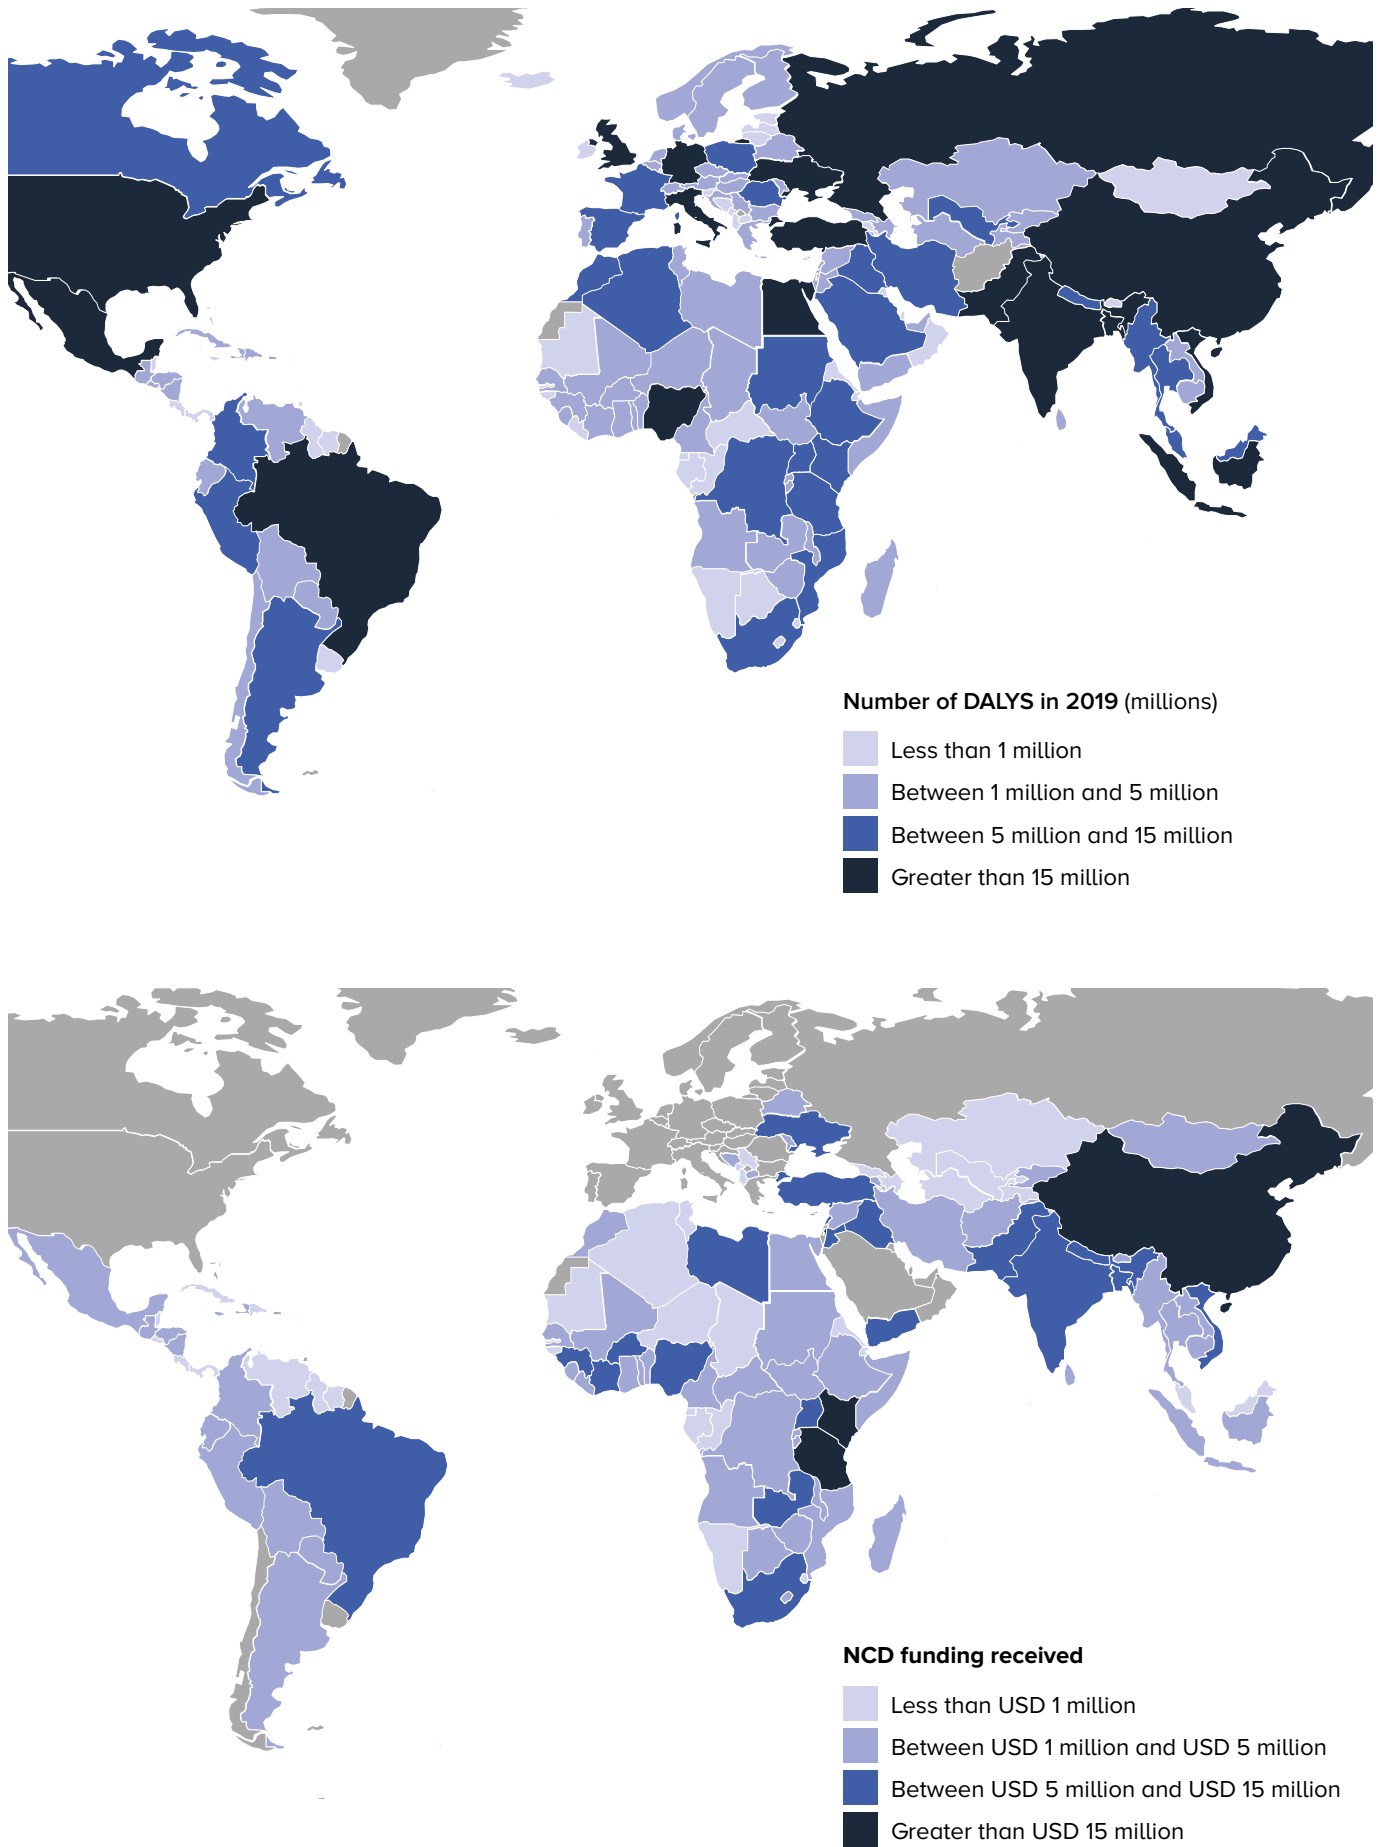 Number of DALYS in 2019 (millions)
Less than 1 million
Between 1 million and 5 million
Between 5 million and 15 million
Greater than 15 million
NCD funding received
Less than USD 1 million
Between USD 1 million and USD 5 million
Between USD 5 million and USD 15 million
Greater than USD 15 million